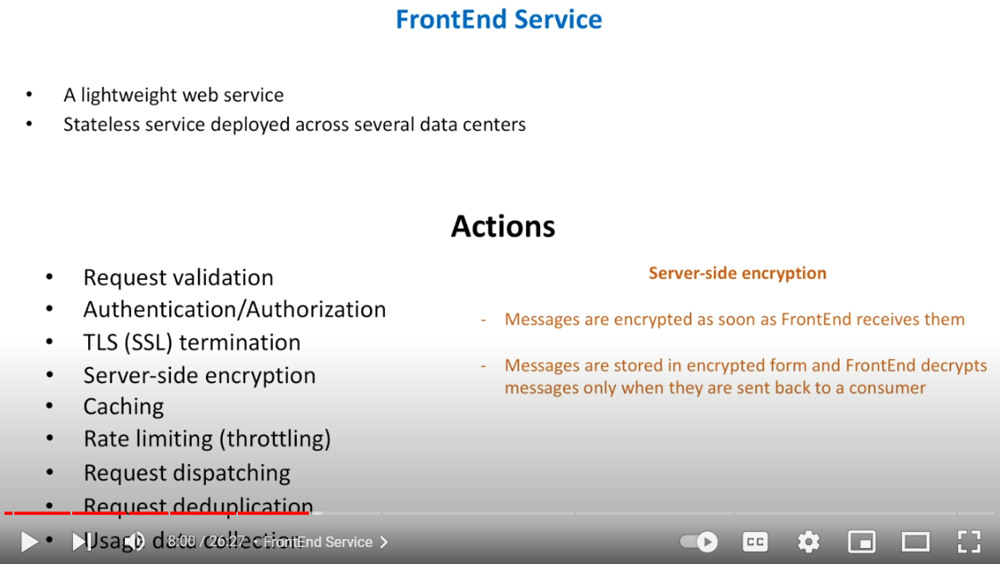 FrontEnd Service
• A lightweight web service
• Stateless service deployed across several data centers
Actions
• Request validation
• Authentication/Authorization
• TLS (SSL) termination
• Server-side encryption
• Caching
• Rate limiting (throttling)
• Request dispatching
• Request deduplication
• Usage data collection
Server-side encryption
- Messages are encrypted as soon as FrontEnd receives them
- Messages are stored in encrypted form and FrontEnd decrypts
messages only when they are sent back to a consumer
8:00 / 26:27 • FrontEnd Service
CC